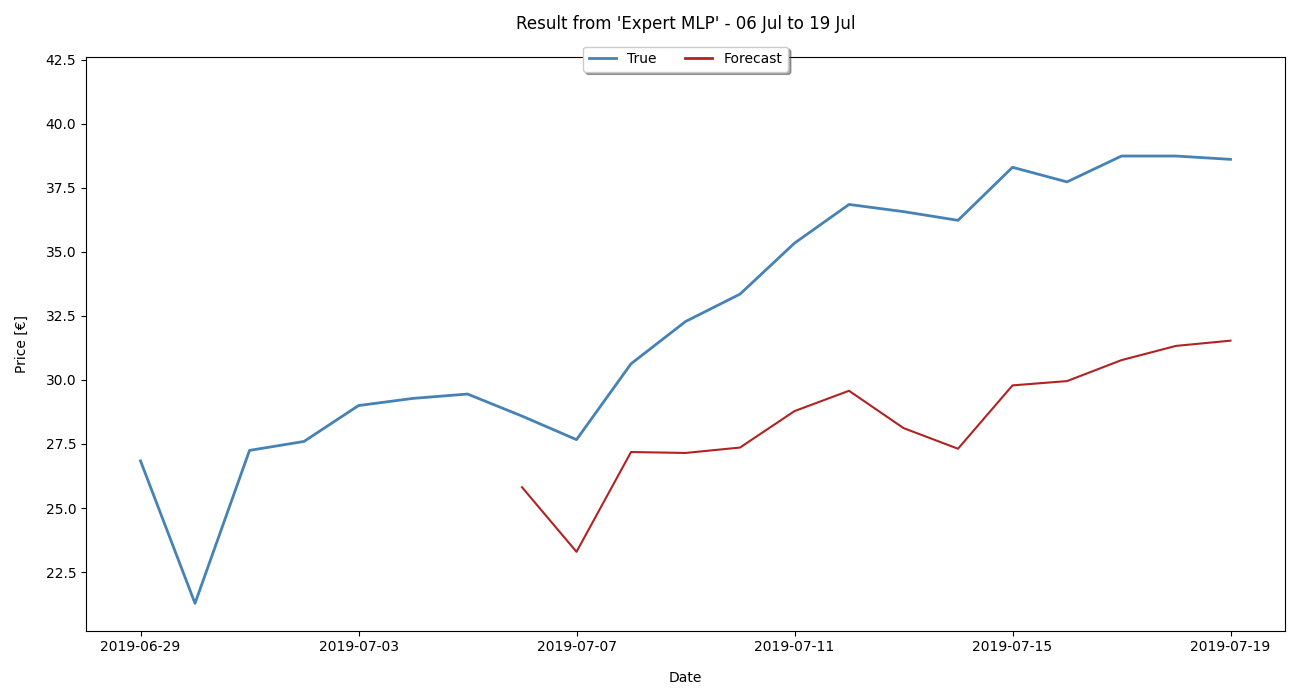 Result from 'Expert MLP' - 06 Jul to 19 Jul
True Forecast
42.5
40.0
37.5
35.0
32.5
30.0
27.5
25.0
22.5
Price [€]
2019-06-29 2019-07-03 2019-07-07 2019-07-11 2019-07-15 2019-07-19
Date